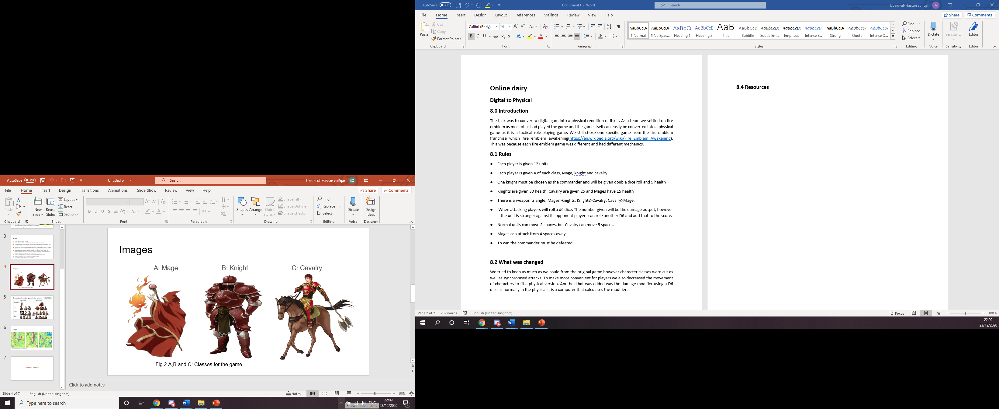 AutoSave Off
Document3 - Word
Search
Ubaid-ul-Hassan zulfqar UZ
File Home Insert Design Layout References Mailings Review View Help
Share Comments
Paste
Cut
Copy
Format Painter
Calibri (Body) 14
Find
Replace
Select
Dictate
Sensitivity
Editor
AaBbCcDc AaBbCcDc AaBbCc AaBbCcE AaB AaBbCcD AaBbCcDc AaBbCcDc AaBbCcDc AaBbCcDc AaBbCcDc AaBbCcDc
¶ Normal ¶ No Spac... Heading 1 Heading 2 Title Subtitle Subtle Em... Emphasis Intense E... Strong Quote Intense Q...
Clipboard Font Paragraph Styles Editing Voice Sensitivity Editor
Online dairy
Digital to Physical
8.0 Introduction
The task was to convert a digital gam into a physical rendition of itself. As a team we settled on fire
emblem as most of us had played the game and the game itself can easily be converted into a physical
game as it is a tactical role-playing game. We still chose one specific game from the fire emblem
franchise which fire emblem awakening(https://en.wikipedia.org/wiki/Fire_Emblem_Awakening).
This was because each fire emblem game was different and had different mechanics.
8.1 Rules
● Each player is given 12 units
● Each player is given 4 of each class, Mage, knight and cavalry
● One knight must be chosen as the commander and will be given double dice roll and 5 health
● Knights are given 30 health; Cavalry are given 25 and Mages have 15 health
● There is a weapon triangle. Mages>knights, Knights>Cavalry, Cavalry>Mage.
● When attacking players will roll a d6 dice. The number given will be the damage output, however
if the unit is stronger against its opponent players can role another D6 and add that to the score.
● Normal units can move 3 spaces, but Cavalry can move 5 spaces.
● Mages can attack from 4 spaces away.
● To win the commander must be defeated.
8.2 What was changed
We tried to keep as much as we could from the original game however character classes were cut as
well as synchronised attacks. To make more convenient for players we also decreased the movement
of characters to fit a physical version. Another that was added was the damage modifier using a D6
dice as normally in the physical it is a computer that calculates the modifier.
8.4 Resources
Page 2 of 2 287 words English (United Kingdom)
Focus
100%
22:09
23/12/2020
AutoSave Off
Untitled p...
Search
Ubaid-ul-Hassan zulfqar UZ
File Home Insert Design Transitions Animations Slide Show Review View Help
Share Comments
Paste
New Slide
Reuse Slides
Layout
Reset
Section
Shapes
Arrange
Quick Styles
Shape Fill
Shape Outline
Shape Effects
Find
Replace
Select
Dictate
Design Ideas
Clipboard Slides Font Paragraph Drawing Editing Voice Designer
3
Rules
4
Images
5
Characters from the game in the classes
6
Maps
7
Thanks for listening!
Images
A: Mage
B: Knight
C: Cavalry
Fig 2 A,B and C: Classes for the game
Click to add notes
Slide 4 of 7 English (United Kingdom)
Notes
90%
Type here to search
Show hidden icons
ENG
22:09
23/12/2020
2